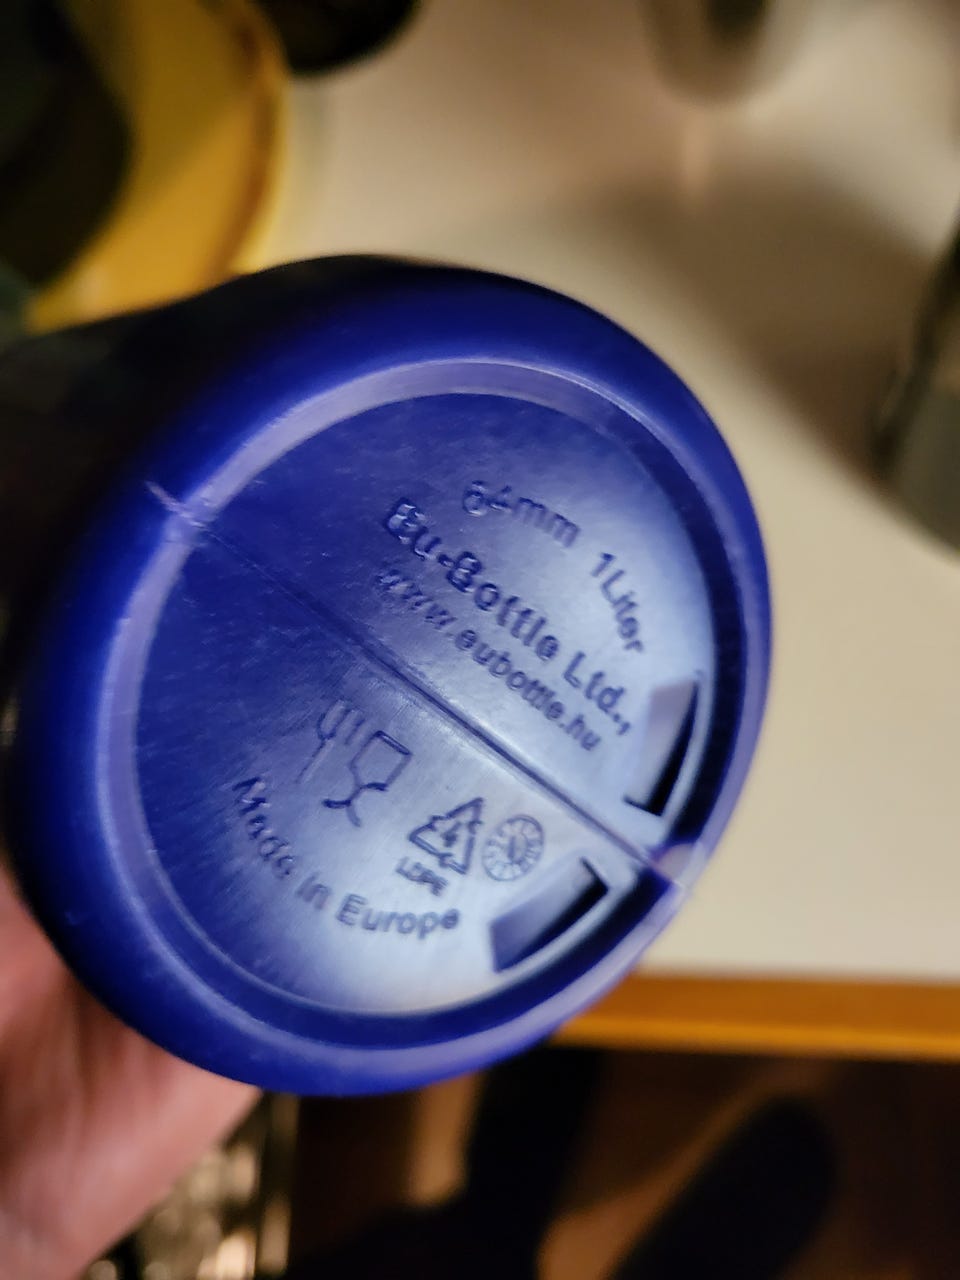 64mm 1Liter
Eu-Bottle Ltd.,
www.eubottle.hu
4
LDPE
Made in Europe